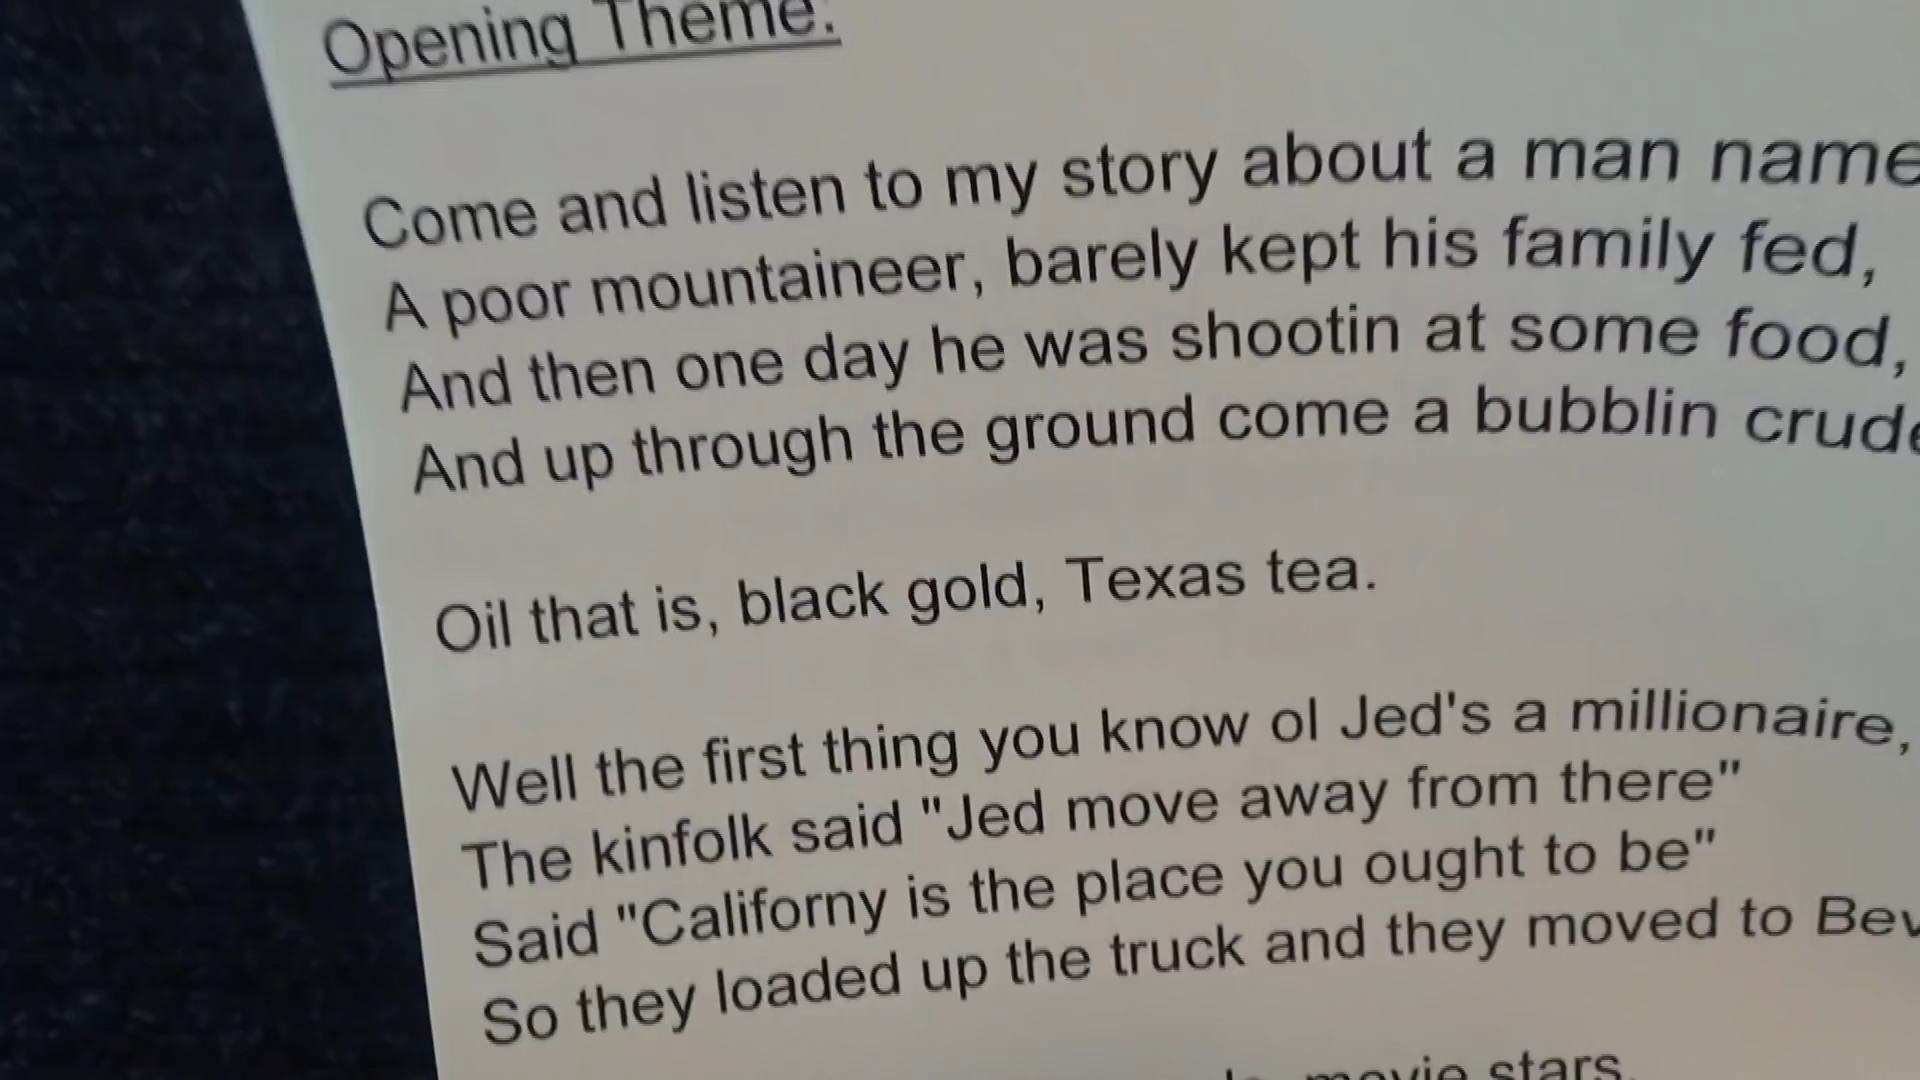 Opening Theme:
Come and listen to my story about a man name
A poor mountaineer, barely kept his family fed,
And then one day he was shootin at some food,
And up through the ground come a bubblin crude
Oil that is, black gold, Texas tea.
Well the first thing you know ol Jed's a millionaire,
The kinfolk said "Jed move away from there"
Said "Californy is the place you ought to be"
So they loaded up the truck and they moved to Bev
movie stars.